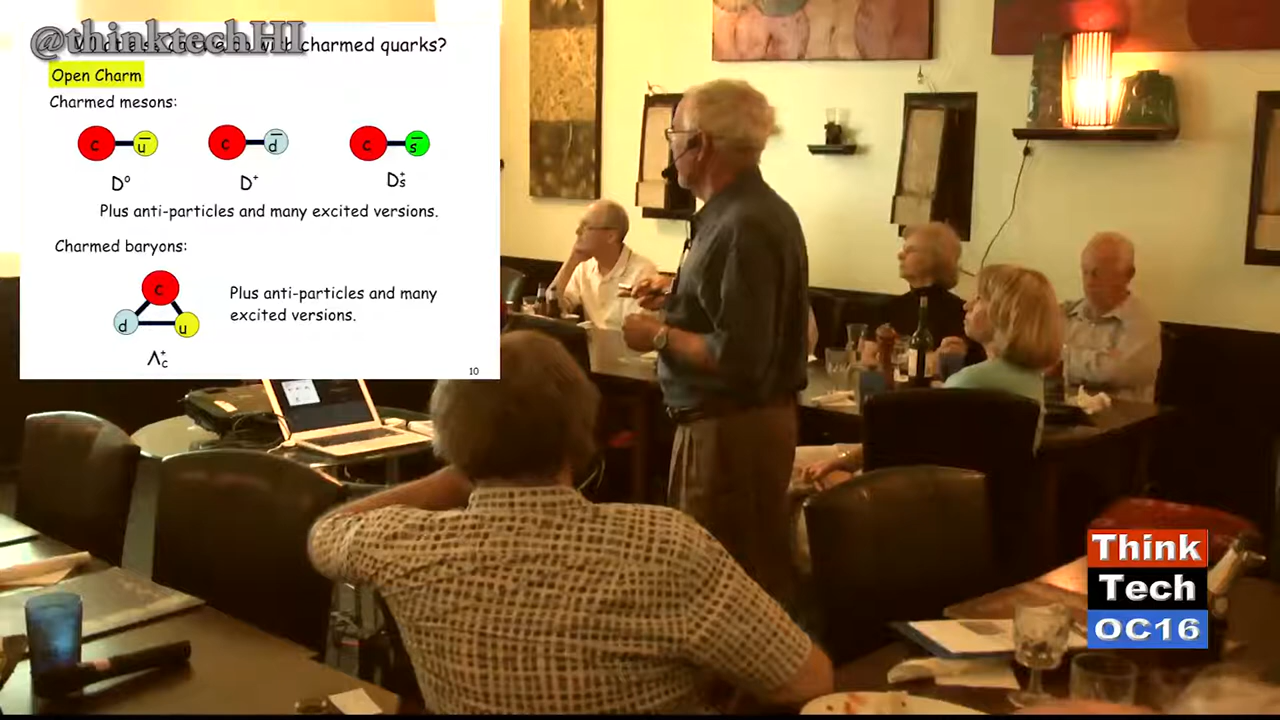 @thinktechHI
with charmed quarks?
Open Charm
Charmed mesons:
c u̅ c d̅ c s̅
D⁰ D⁺ Dₛ⁺
Plus anti-particles and many excited versions.
Charmed baryons:
c
Plus anti-particles and many
excited versions.
d u
Λc⁺
10
Think
Tech
OC16